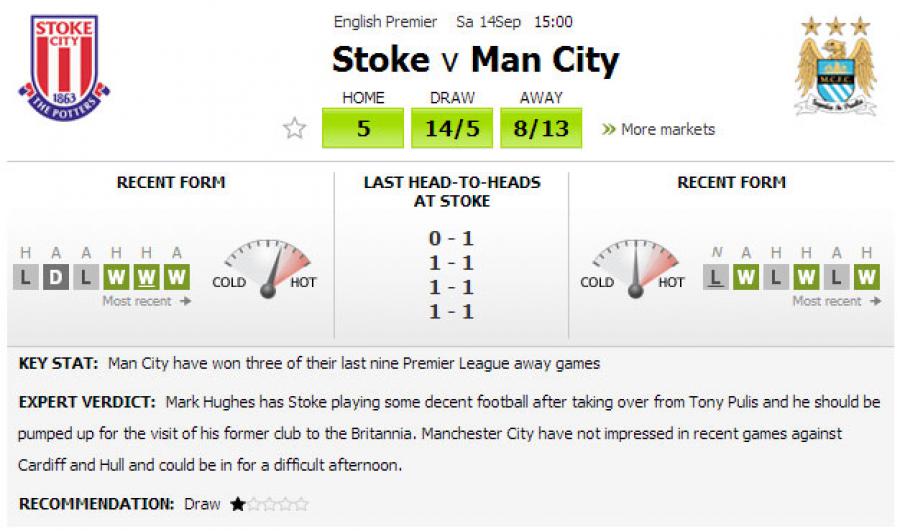 STOKE
CITY
1863
THE POTTERS
English Premier Sa 14Sep 15:00
Stoke v Man City
HOME DRAW AWAY
5 14/5 8/13 » More markets
M.C.F.C.
RECENT FORM
H A A H H A
L D L W W W
Most recent →
COLD HOT
LAST HEAD-TO-HEADS
AT STOKE
0 - 1
1 - 1
1 - 1
1 - 1
RECENT FORM
COLD HOT
N A H H A H
L W L W L W
Most recent →
KEY STAT: Man City have won three of their last nine Premier League away games
EXPERT VERDICT: Mark Hughes has Stoke playing some decent football after taking over from Tony Pulis and he should be
pumped up for the visit of his former club to the Britannia. Manchester City have not impressed in recent games against
Cardiff and Hull and could be in for a difficult afternoon.
RECOMMENDATION: Draw ★☆☆☆☆